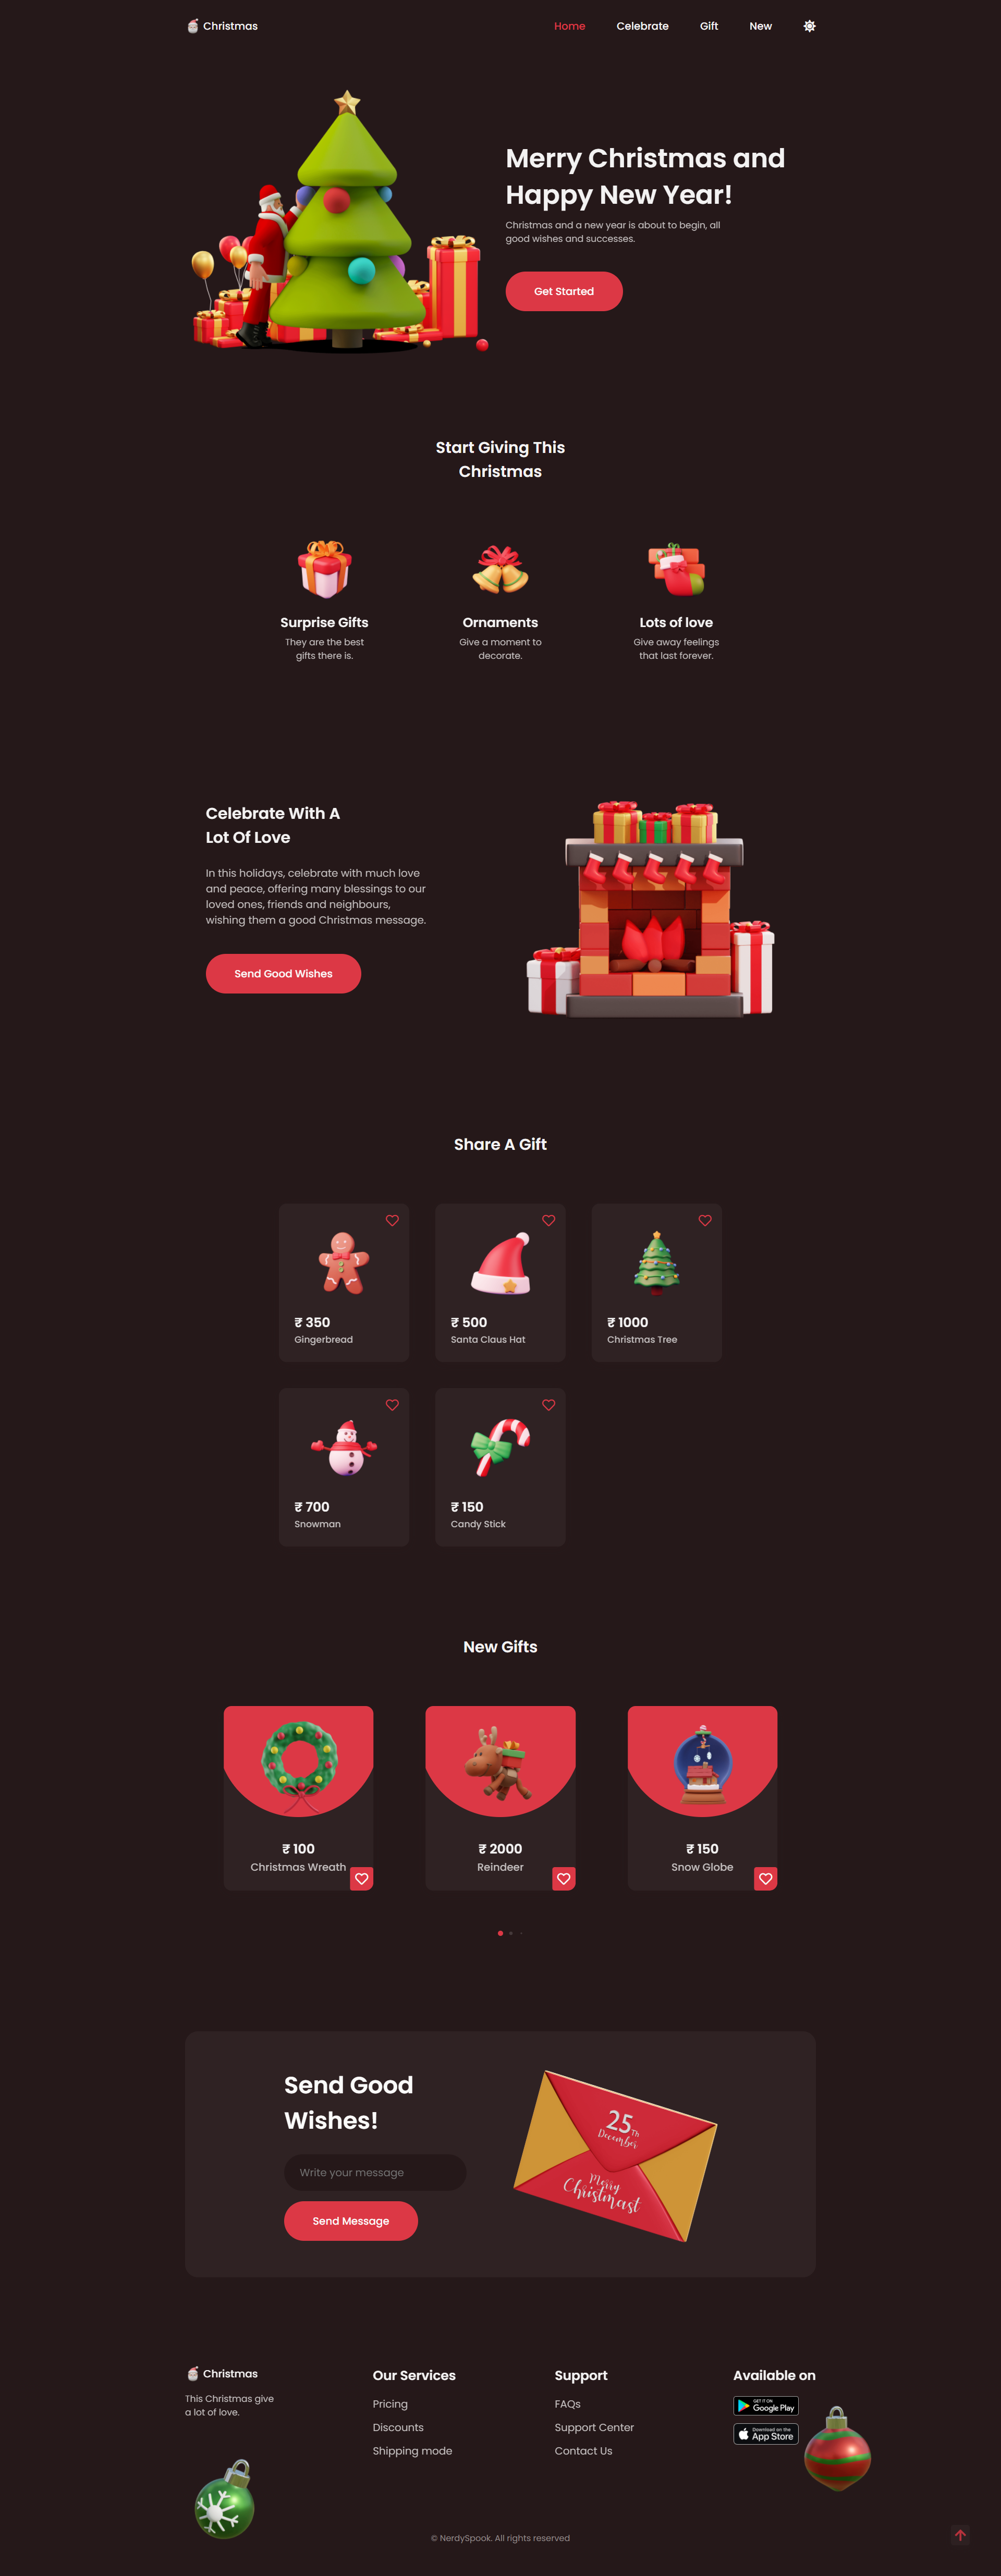 Christmas
Home
Celebrate
Gift
New
Merry Christmas and
Happy New Year!
Christmas and a new year is about to begin, all
good wishes and successes.
Get Started
Start Giving This
Christmas
Surprise Gifts
They are the best
gifts there is.
Ornaments
Give a moment to
decorate.
Lots of love
Give away feelings
that last forever.
Celebrate With A
Lot Of Love
In this holidays, celebrate with much love
and peace, offering many blessings to our
loved ones, friends and neighbours,
wishing them a good Christmas message.
Send Good Wishes
Share A Gift
₹ 350
Gingerbread
₹ 500
Santa Claus Hat
₹ 1000
Christmas Tree
₹ 700
Snowman
₹ 150
Candy Stick
New Gifts
₹ 100
Christmas Wreath
₹ 2000
Reindeer
₹ 150
Snow Globe
Send Good
Wishes!
Write your message
Send Message
25Th
December
Merry
Christmast
Christmas
This Christmas give
a lot of love.
Our Services
Pricing
Discounts
Shipping mode
Support
FAQs
Support Center
Contact Us
Available on
GET IT ON
Google Play
Download on the
App Store
© NerdySpook. All rights reserved